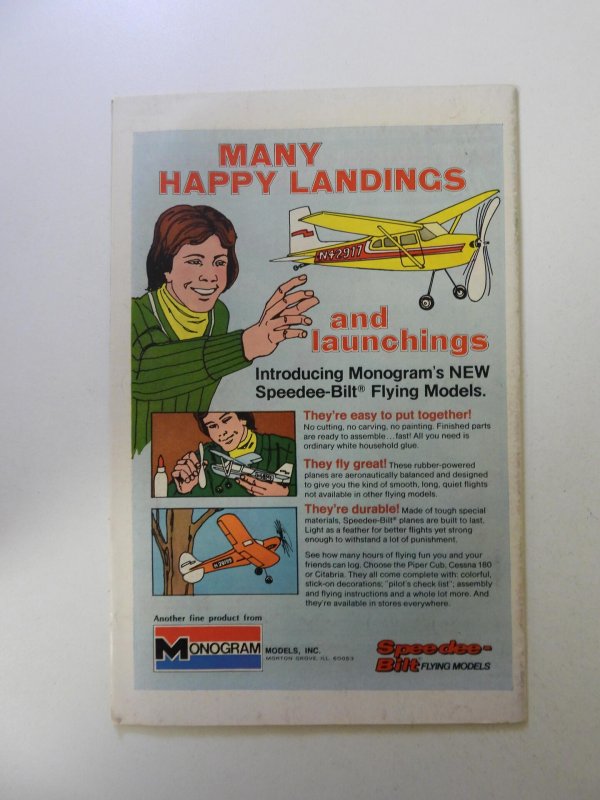 MANY
HAPPY LANDINGS
N42917
and
launchings
Introducing Monogram's NEW
Speedee-Bilt® Flying Models.
They're easy to put together!
No cutting, no carving, no painting. Finished parts
are ready to assemble...fast! All you need is
ordinary white household glue.
They fly great! These rubber-powered
planes are aeronautically balanced and designed
to give you the kind of smooth, long, quiet flights
not available in other flying models.
They're durable! Made of tough special
materials, Speedee-Bilt® planes are built to last.
Light as a feather for better flights yet strong
enough to withstand a lot of punishment.
See how many hours of flying fun you and your
friends can log. Choose the Piper Cub, Cessna 180
or Citabria. They all come complete with: colorful,
stick-on decorations; "pilot's check list"; assembly
and flying instructions and a whole lot more. And
they're available in stores everywhere.
Another fine product from
MONOGRAM MODELS, INC.
MORTON GROVE, ILL. 60053
Speedee-
Bilt FLYING MODELS